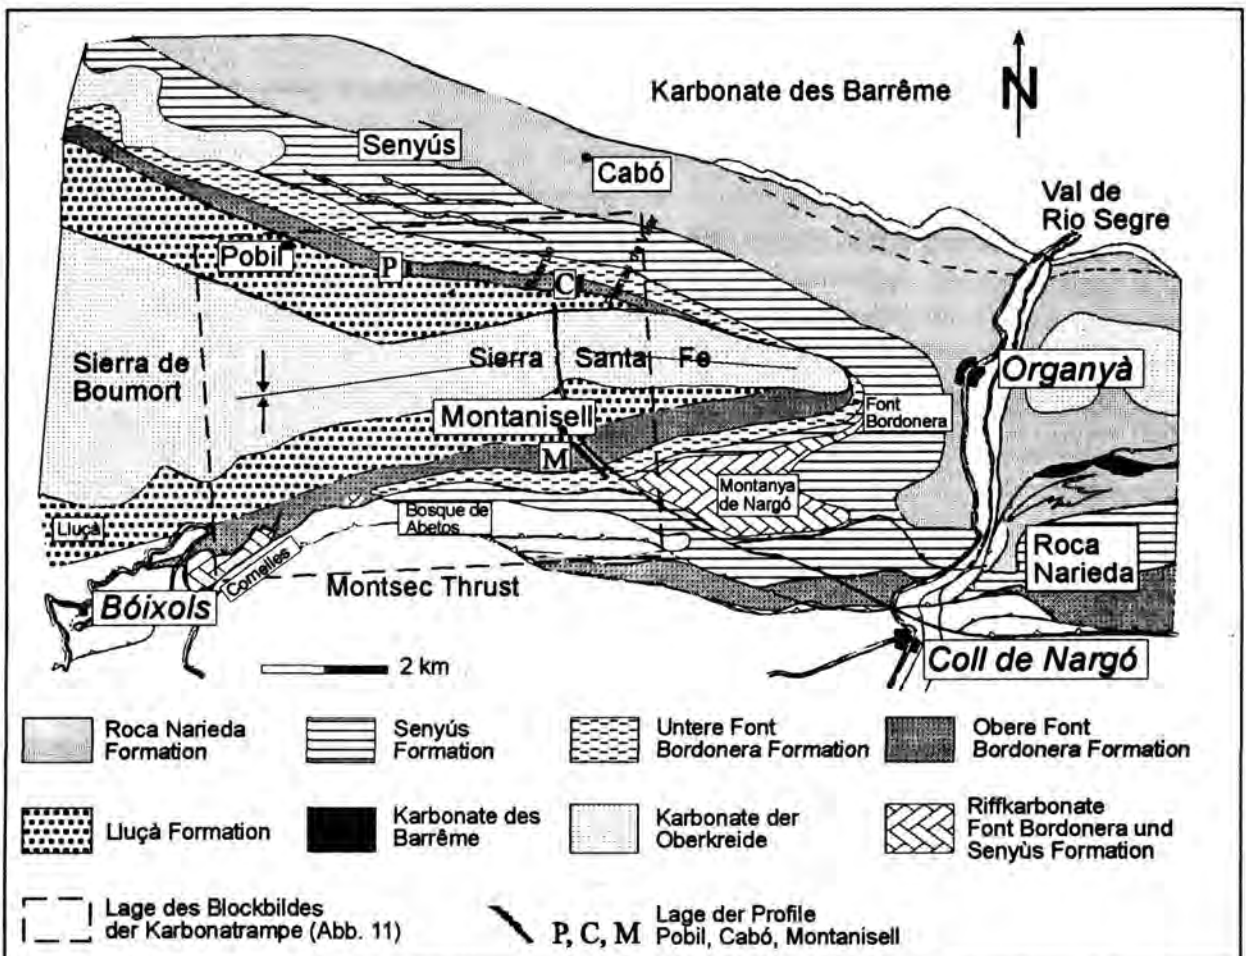 Karbonate des Barrême
N
Senyús
Cabó
Val de
Rio Segre
Pobil
P
C
Sierra de
Boumort
Sierra Santa Fe
Organyà
Montanisell
Font
Bordonera
M
Montanya
de Nargó
Bosque de
Abetos
Lluçà
Roca
Narieda
Cornelles
Montsec Thrust
Bóixols
2 km
Coll de Nargó
Roca Narieda
Formation
Senyús
Formation
Untere Font
Bordonera Formation
Obere Font
Bordonera Formation
Lluçà Formation
Karbonate des
Barrême
Karbonate der
Oberkreide
Riffkarbonate
Font Bordonera und
Senyùs Formation
Lage des Blockbildes
der Karbonatrampe (Abb. 11)
P, C, M
Lage der Profile
Pobil, Cabó, Montanisell